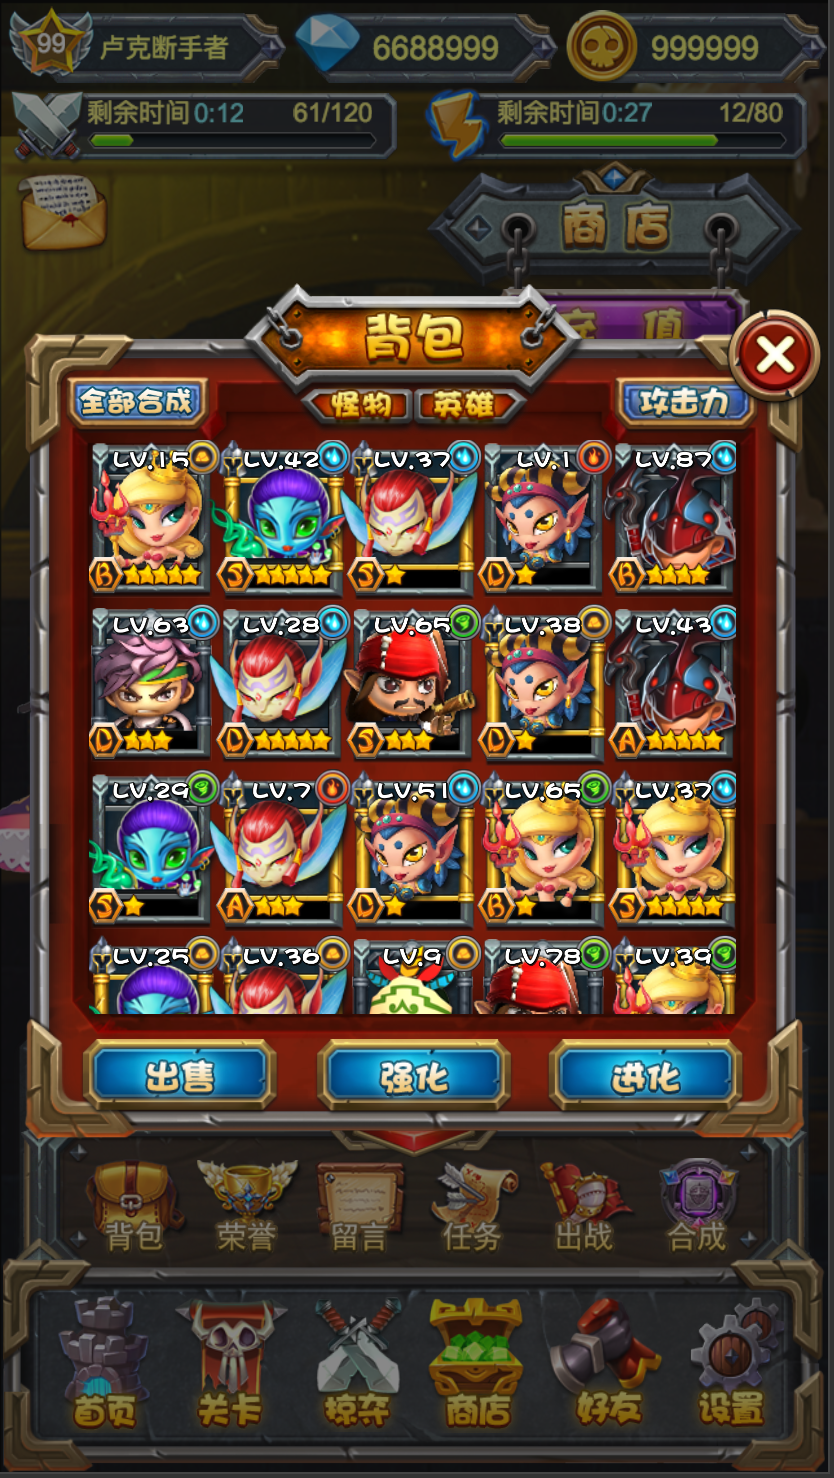 99 卢克断手者 6688999 999999
剩余时间0:12 61/120 剩余时间0:27 12/80
商店
背包
充值
全部合成 怪物 英雄 攻击力
LV.15 LV.42 LV.37 LV.1 LV.87
B S S D B
LV.63 LV.28 LV.65 LV.38 LV.43
D D S D A
LV.29 LV.7 LV.51 LV.65 LV.37
S A D B S
LV.25 LV.36 LV.9 LV.78 LV.39
出售 强化 进化
背包 荣誉 留言 任务 出战 合成
首页 关卡 掠夺 商店 好友 设置